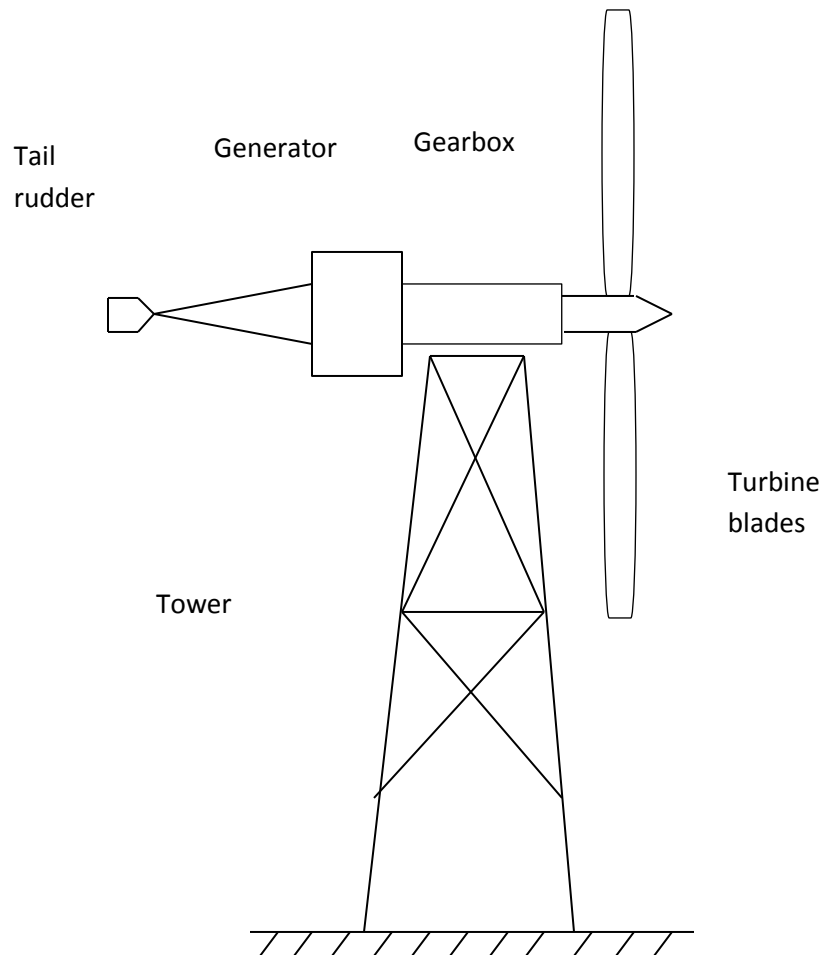 Gearbox
Generator
Tail
rudder
Turbine
blades
Tower